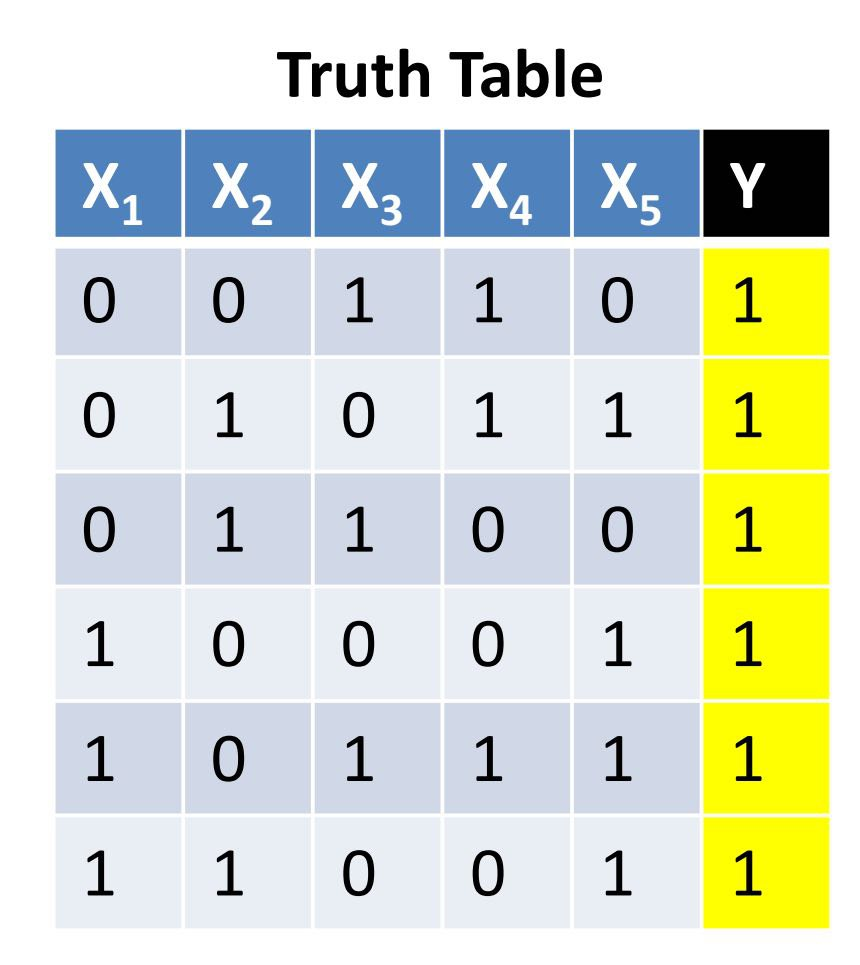 Truth Table
X₁ X₂ X₃ X₄ X₅ Y
0 0 1 1 0 1
0 1 0 1 1 1
0 1 1 0 0 1
1 0 0 0 1 1
1 0 1 1 1 1
1 1 0 0 1 1